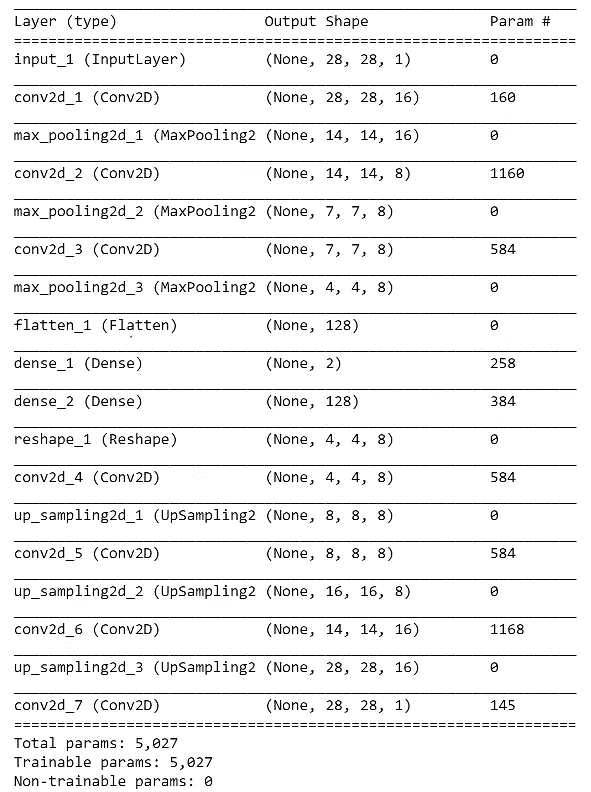 Layer (type) Output Shape Param #
=================================================================
input_1 (InputLayer) (None, 28, 28, 1) 0
conv2d_1 (Conv2D) (None, 28, 28, 16) 160
max_pooling2d_1 (MaxPooling2 (None, 14, 14, 16) 0
conv2d_2 (Conv2D) (None, 14, 14, 8) 1160
max_pooling2d_2 (MaxPooling2 (None, 7, 7, 8) 0
conv2d_3 (Conv2D) (None, 7, 7, 8) 584
max_pooling2d_3 (MaxPooling2 (None, 4, 4, 8) 0
flatten_1 (Flatten) (None, 128) 0
dense_1 (Dense) (None, 2) 258
dense_2 (Dense) (None, 128) 384
reshape_1 (Reshape) (None, 4, 4, 8) 0
conv2d_4 (Conv2D) (None, 4, 4, 8) 584
up_sampling2d_1 (UpSampling2 (None, 8, 8, 8) 0
conv2d_5 (Conv2D) (None, 8, 8, 8) 584
up_sampling2d_2 (UpSampling2 (None, 16, 16, 8) 0
conv2d_6 (Conv2D) (None, 14, 14, 16) 1168
up_sampling2d_3 (UpSampling2 (None, 28, 28, 16) 0
conv2d_7 (Conv2D) (None, 28, 28, 1) 145
=================================================================
Total params: 5,027
Trainable params: 5,027
Non-trainable params: 0